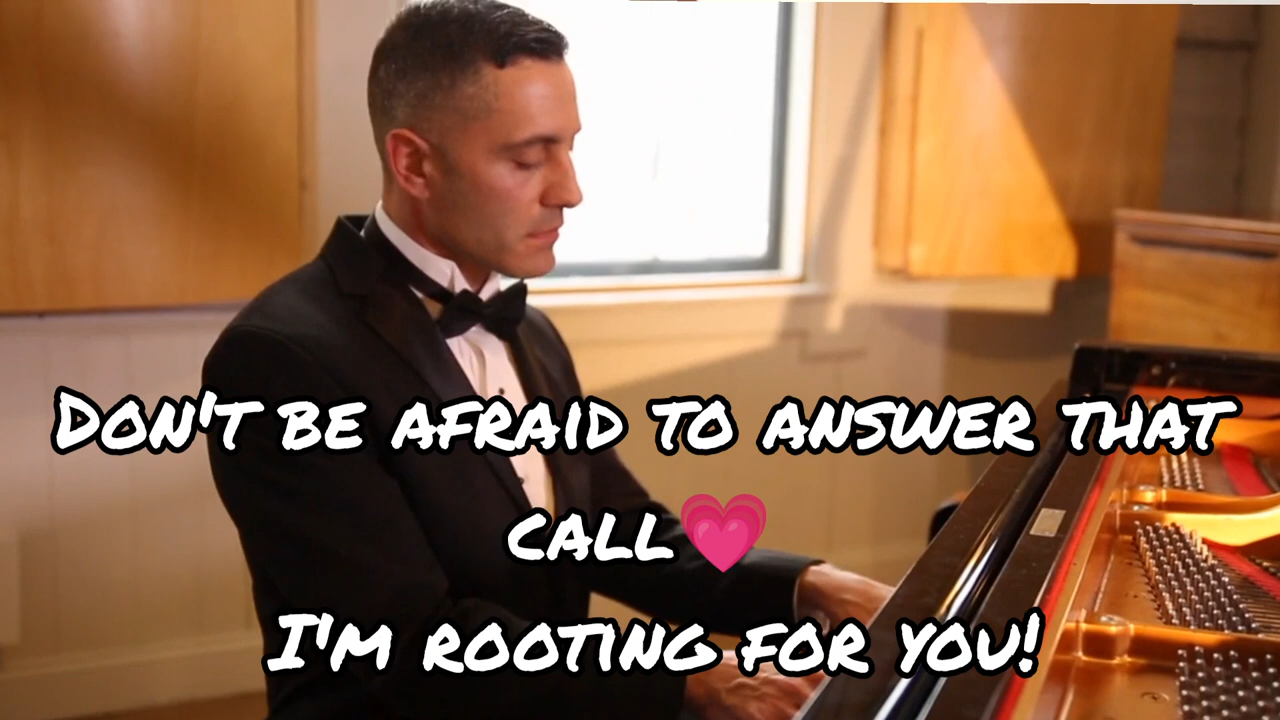 DON'T BE AFRAID TO ANSWER THAT
CALL 💗
I'M ROOTING FOR YOU!